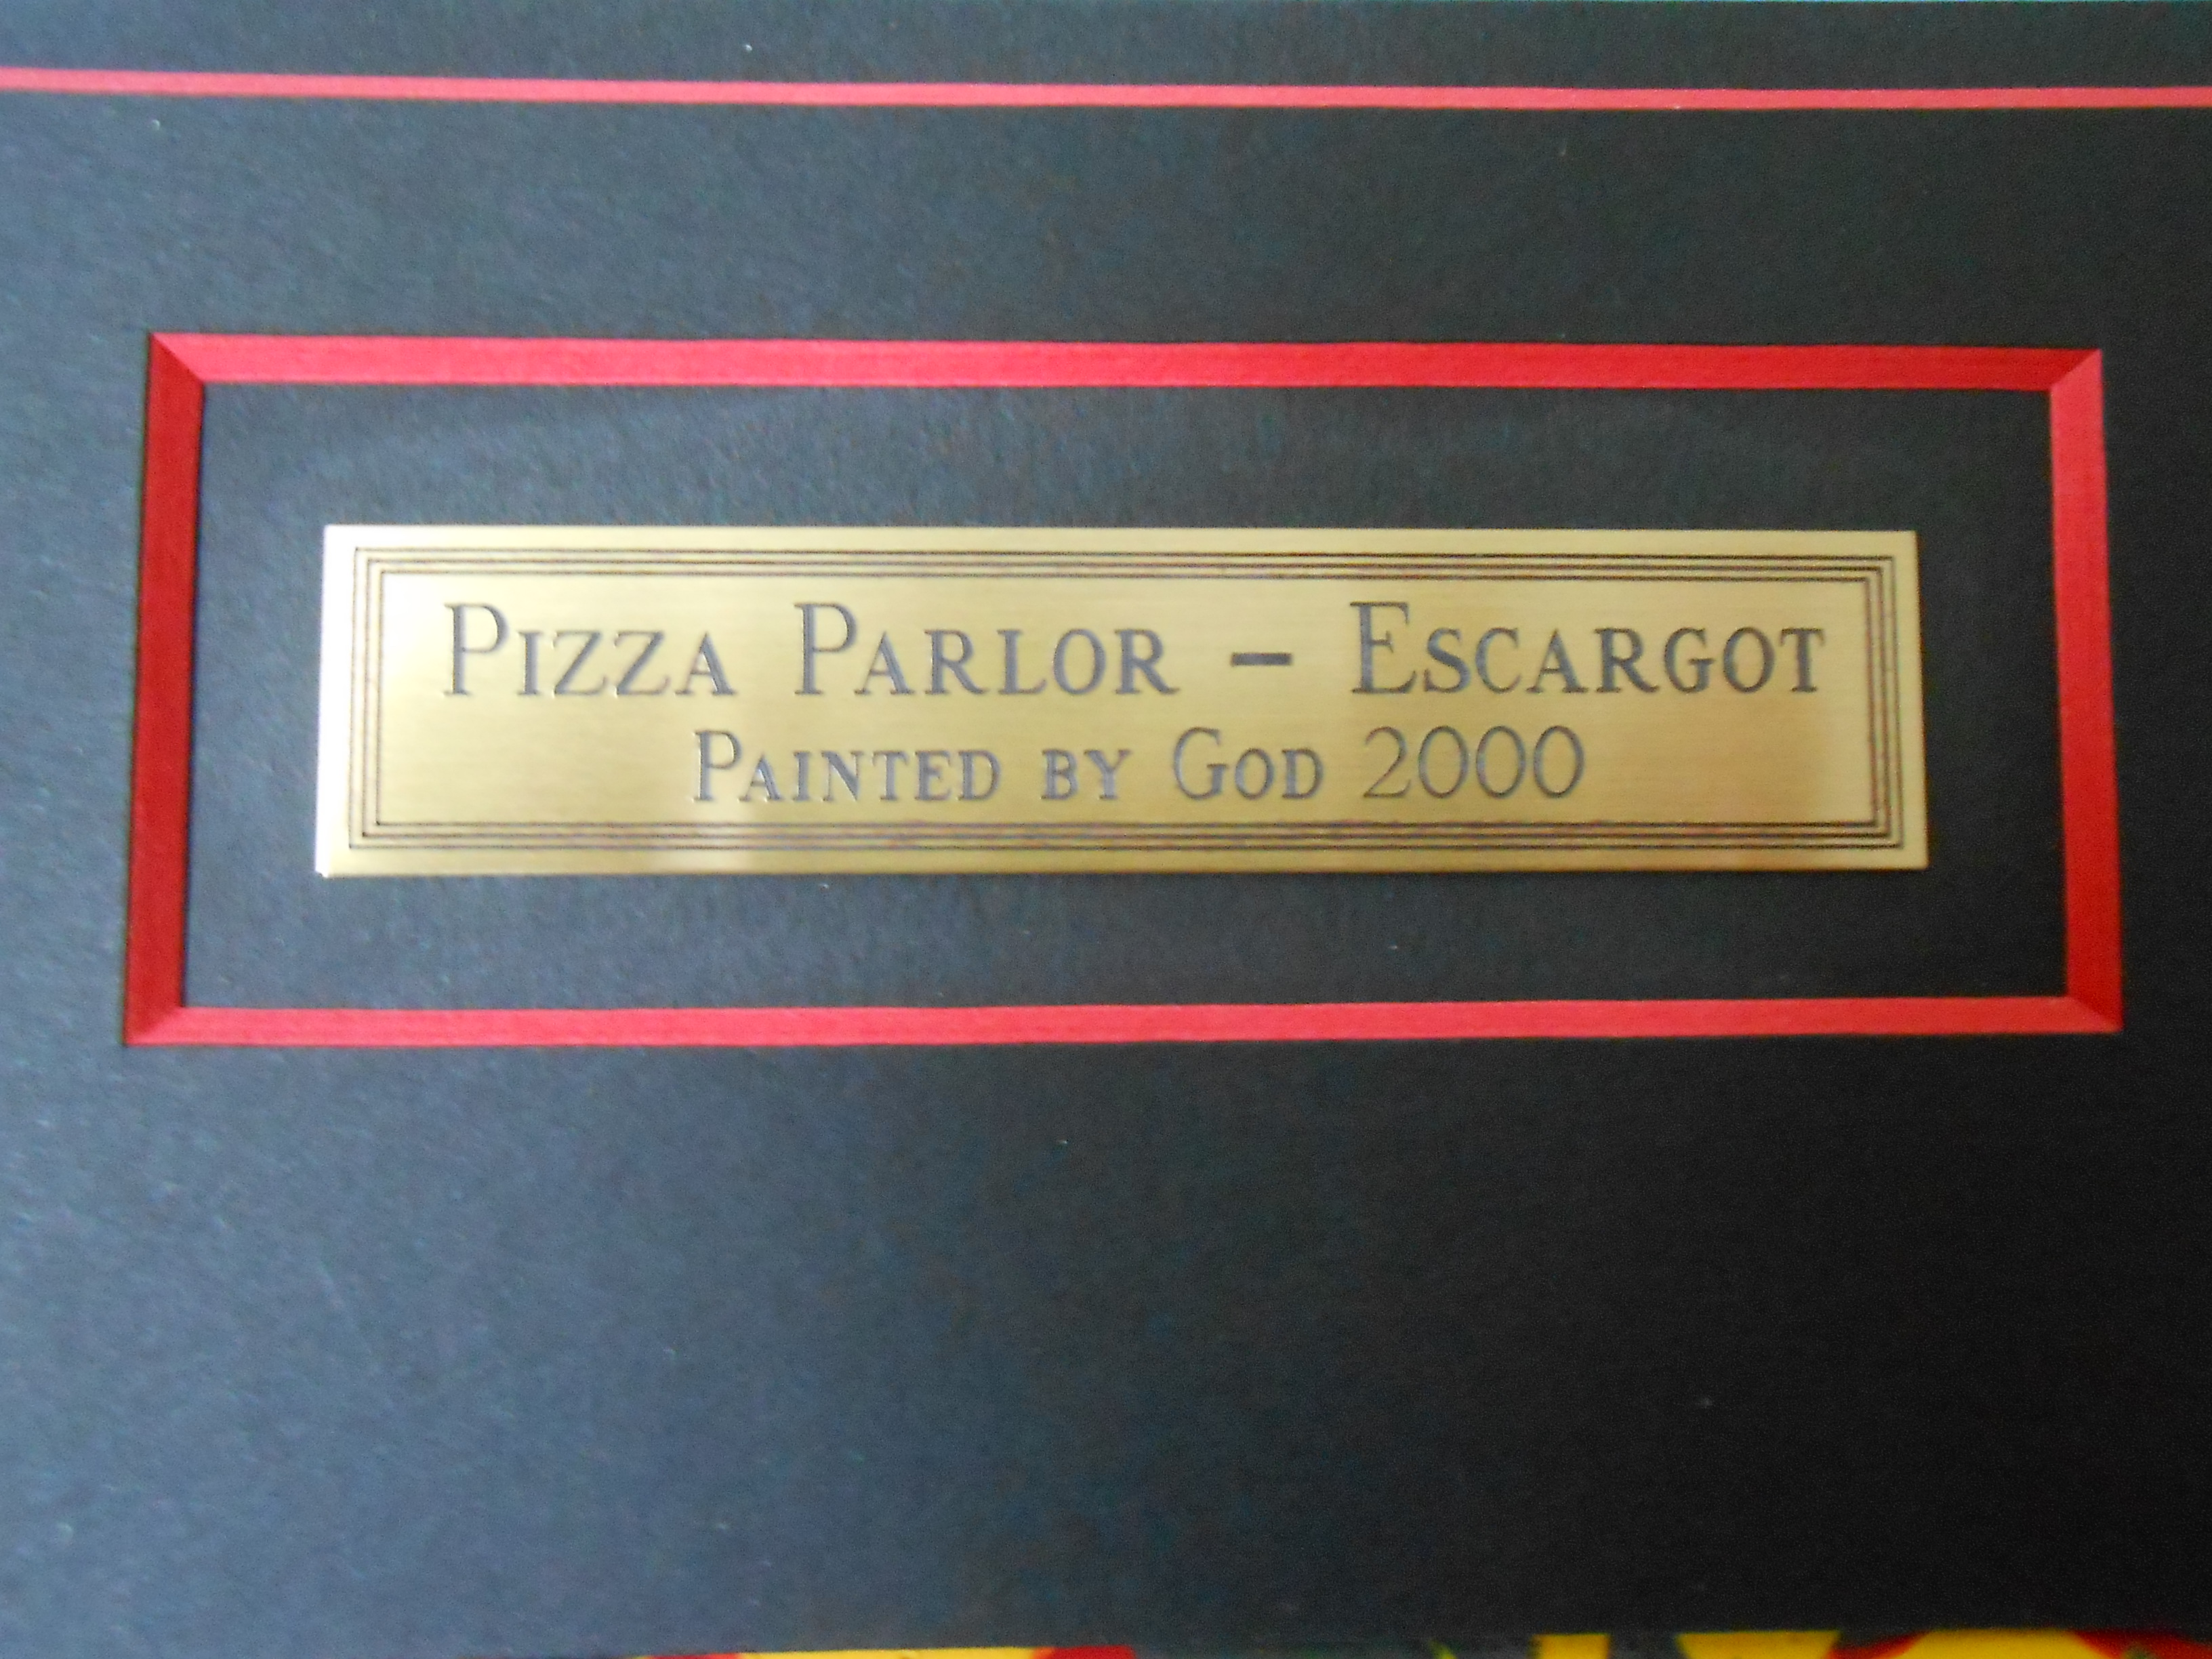 Pizza Parlor – Escargot
Painted by God 2000